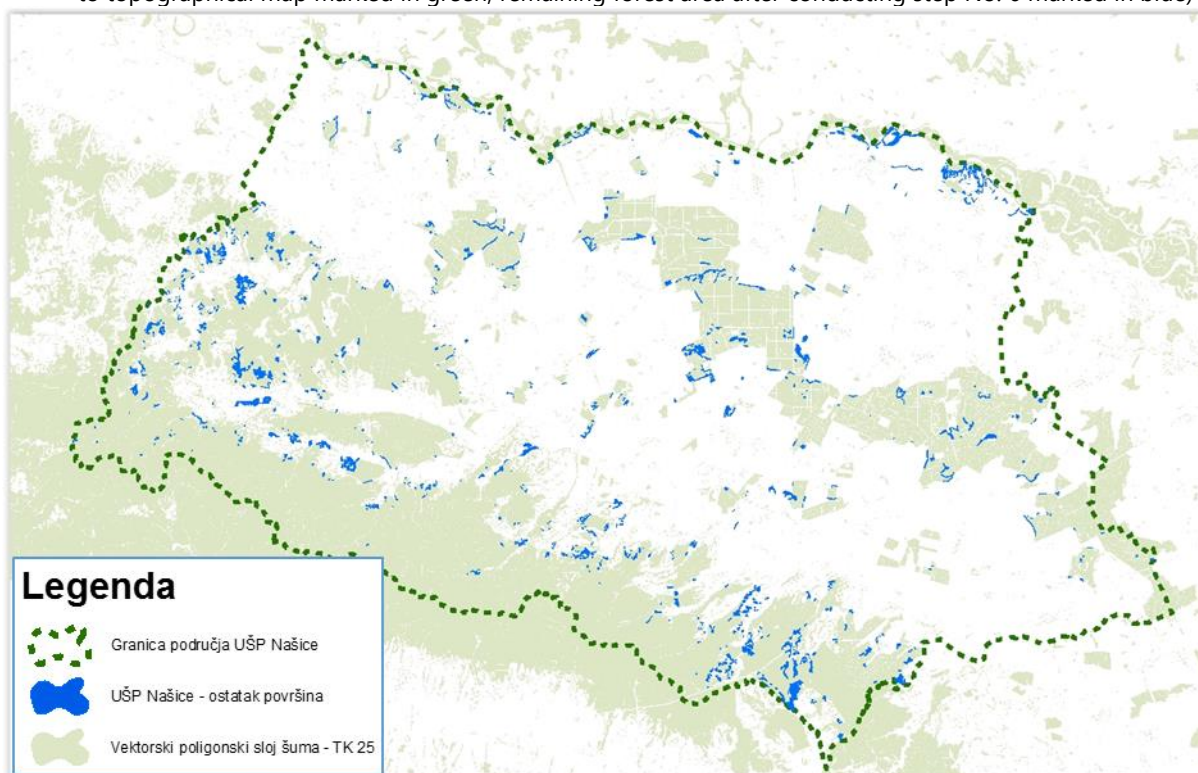 to topographical map marked in green, remaining forest area after conducting step No. 6 marked in blue)
Legenda
Granica područja UŠP Našice
UŠP Našice - ostatak površina
Vektorski poligonski sloj šuma - TK 25